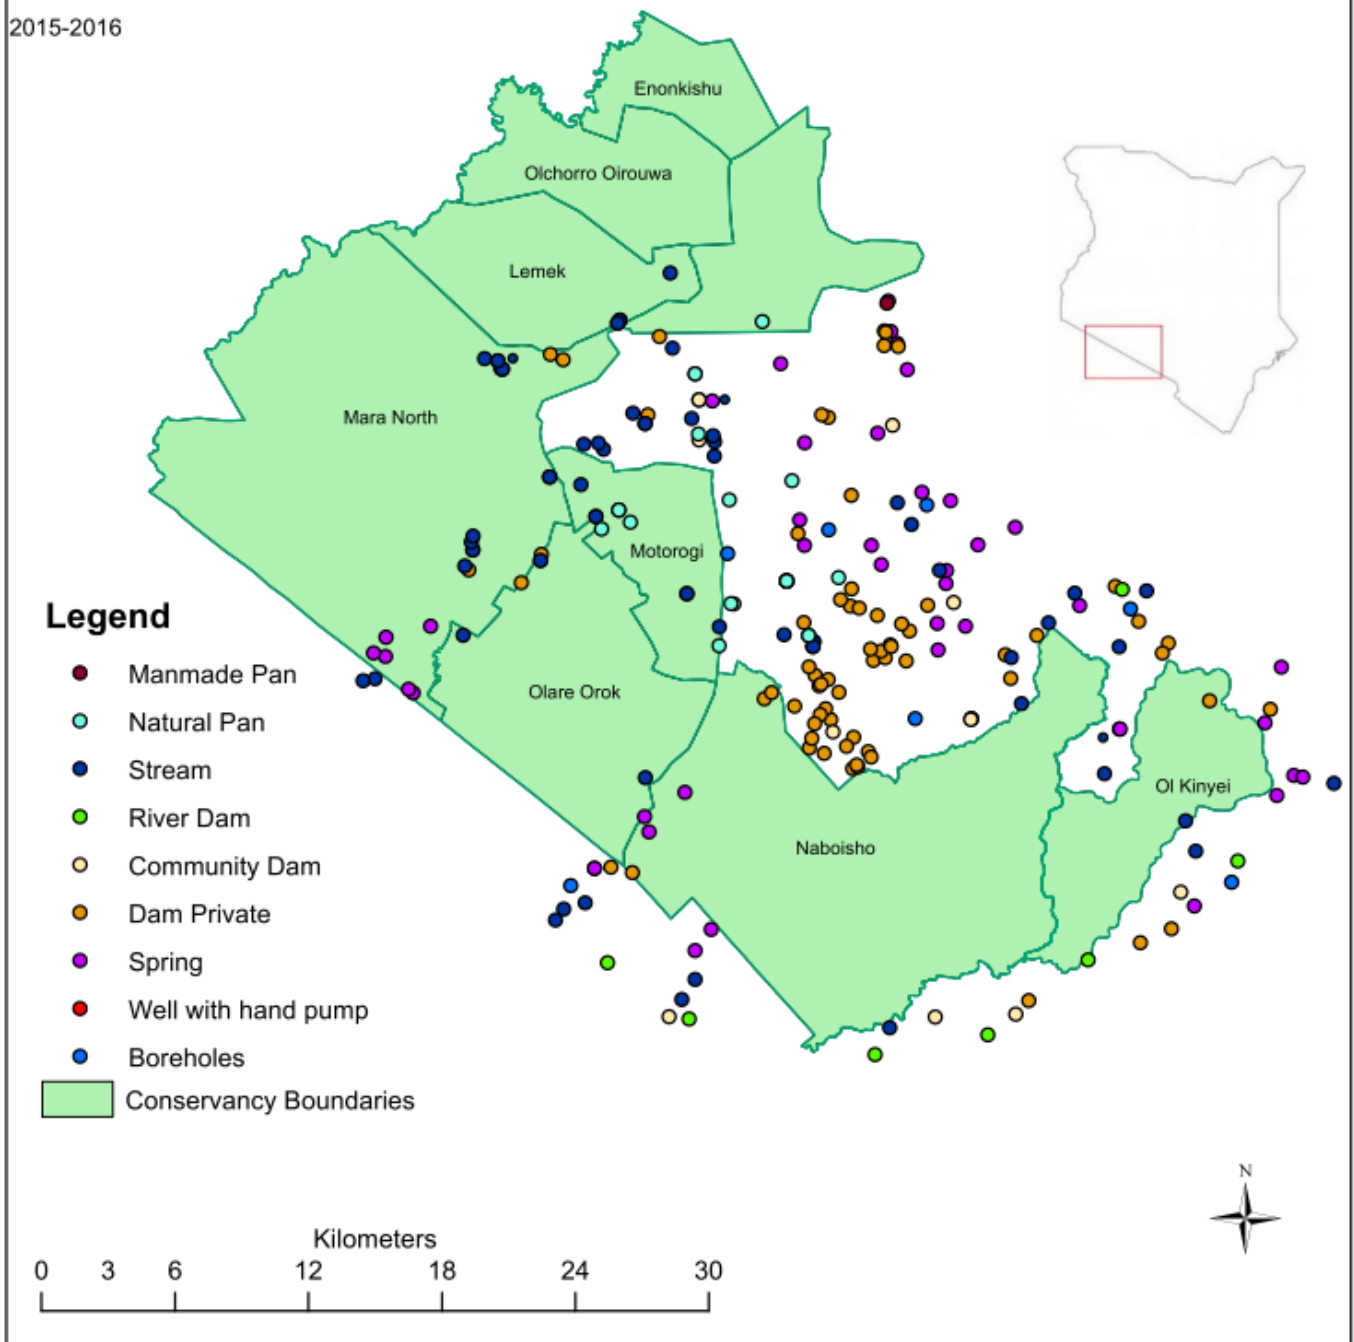 2015-2016
Enonkishu
Olchorro Oirouwa
Lemek
Mara North
Motorogi
Olare Orok
Ol Kinyei
Naboisho
Legend
Manmade Pan
Natural Pan
Stream
River Dam
Community Dam
Dam Private
Spring
Well with hand pump
Boreholes
Conservancy Boundaries
N
Kilometers
0 3 6 12 18 24 30